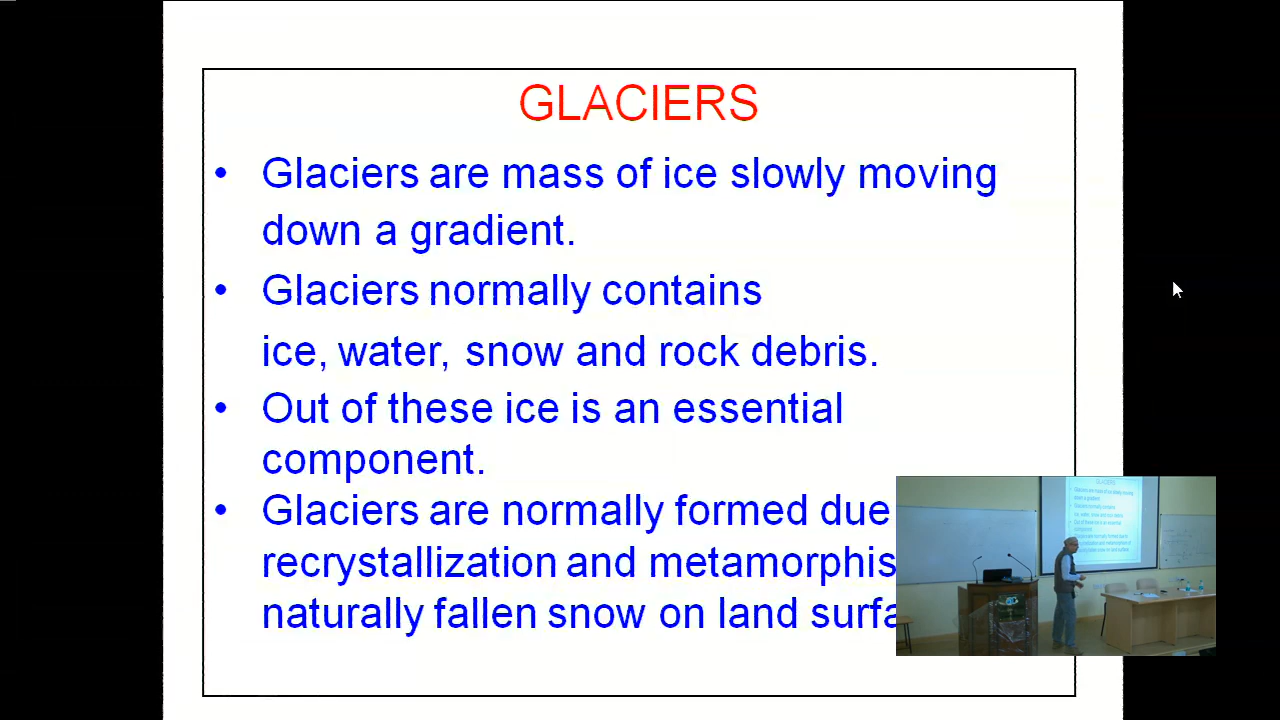 GLACIERS
• Glaciers are mass of ice slowly moving
down a gradient.
• Glaciers normally contains
ice, water, snow and rock debris.
• Out of these ice is an essential
component.
• Glaciers are normally formed due
recrystallization and metamorphis
naturally fallen snow on land surfa